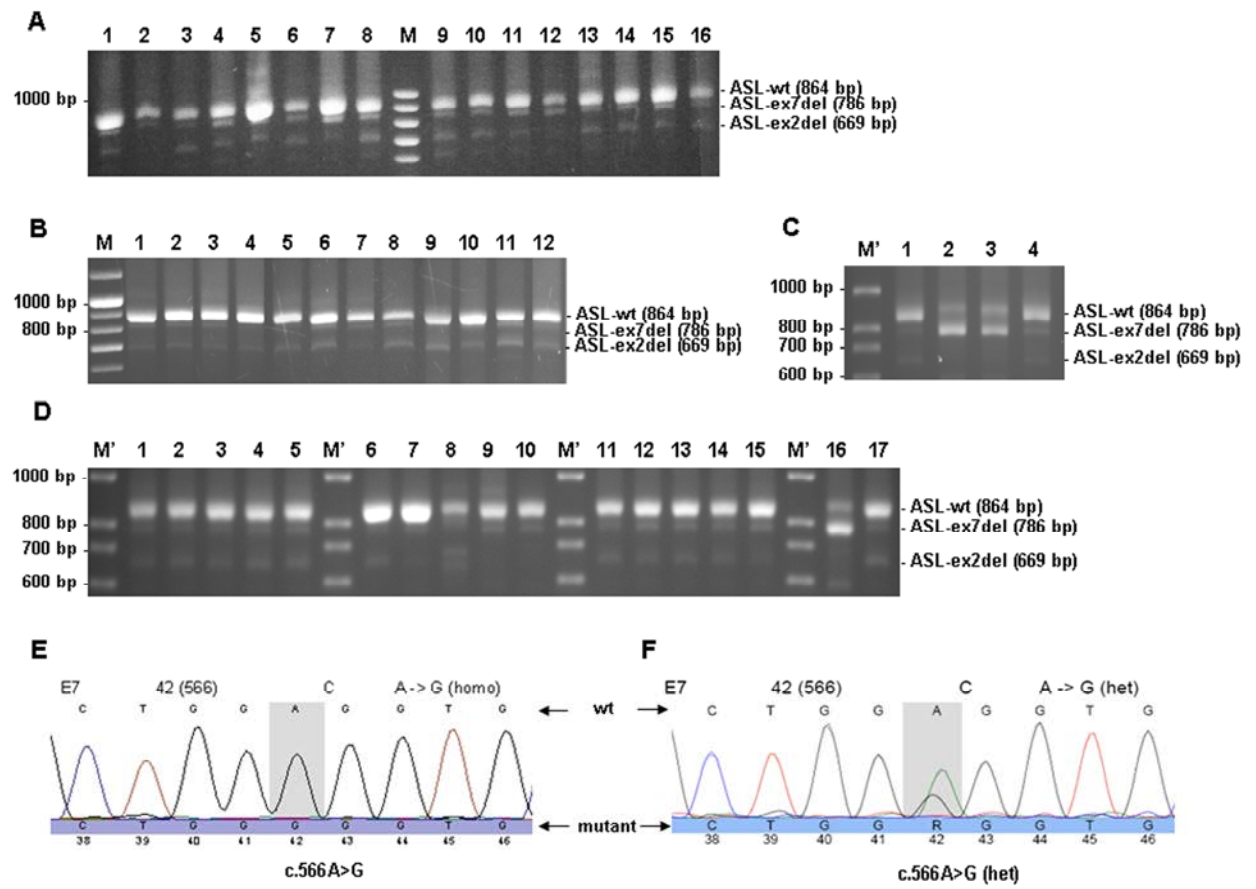 A
1 2 3 4 5 6 7 8 M 9 10 11 12 13 14 15 16
1000 bp
ASL-wt (864 bp)
ASL-ex7del (786 bp)
ASL-ex2del (669 bp)
B
M 1 2 3 4 5 6 7 8 9 10 11 12
1000 bp
800 bp
ASL-wt (864 bp)
ASL-ex7del (786 bp)
ASL-ex2del (669 bp)
C
M' 1 2 3 4
1000 bp
800 bp
700 bp
600 bp
ASL-wt (864 bp)
ASL-ex7del (786 bp)
ASL-ex2del (669 bp)
D
M' 1 2 3 4 5 M' 6 7 8 9 10 M' 11 12 13 14 15 M' 16 17
1000 bp
800 bp
700 bp
600 bp
ASL-wt (864 bp)
ASL-ex7del (786 bp)
ASL-ex2del (669 bp)
E
E7 42 (566) C A -> G (homo)
C T G G A G G T G
C T G G G G G T G
38 39 40 41 42 43 44 45 46
c.566A>G
wt
mutant
F
E7 42 (566) C A -> G (het)
C T G G A G G T G
C T G G R G G T G
38 39 40 41 42 43 44 45 46
c.566A>G (het)